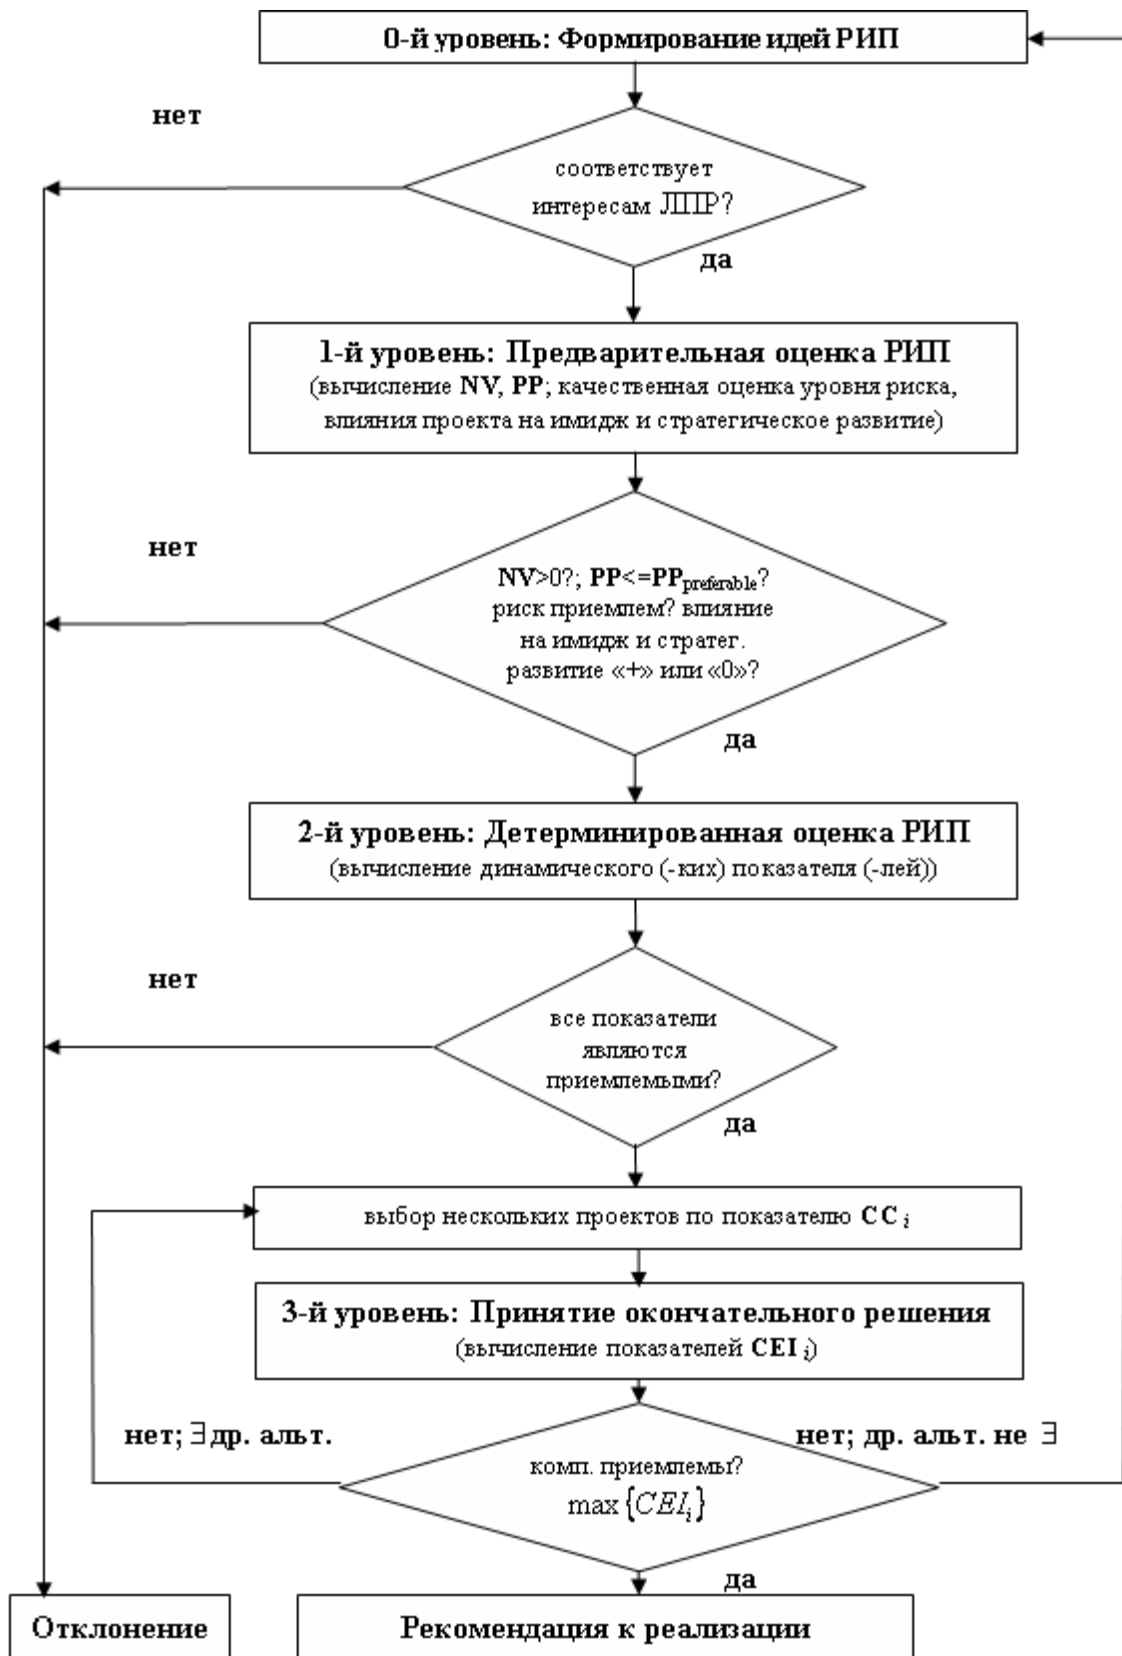 0-й уровень: Формирование идей РИП
нет
соответствует
интересам ЛПР?
да
1-й уровень: Предварительная оценка РИП
(вычисление NV, PP; качественная оценка уровня риска,
влияния проекта на имидж и стратегическое развитие)
нет
NV>0?; PP<=PPpreferable?
риск приемлем? влияние
на имидж и стратег.
развитие «+» или «0»?
да
2-й уровень: Детерминированная оценка РИП
(вычисление динамического (-ких) показателя (-лей))
нет
все показатели
являются
приемлемыми?
да
выбор нескольких проектов по показателю CC i
3-й уровень: Принятие окончательного решения
(вычисление показателей CEI i)
нет; ∃ др. альт.
нет; др. альт. не ∃
комп. приемлемы?
max {CEIi}
да
Отклонение
Рекомендация к реализации